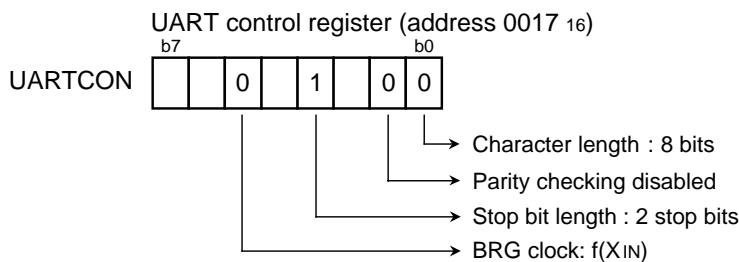 UART control register (address 0017 16)
b7 b0
UARTCON 0 1 0 0
Character length : 8 bits
Parity checking disabled
Stop bit length : 2 stop bits
BRG clock: f(XIN)